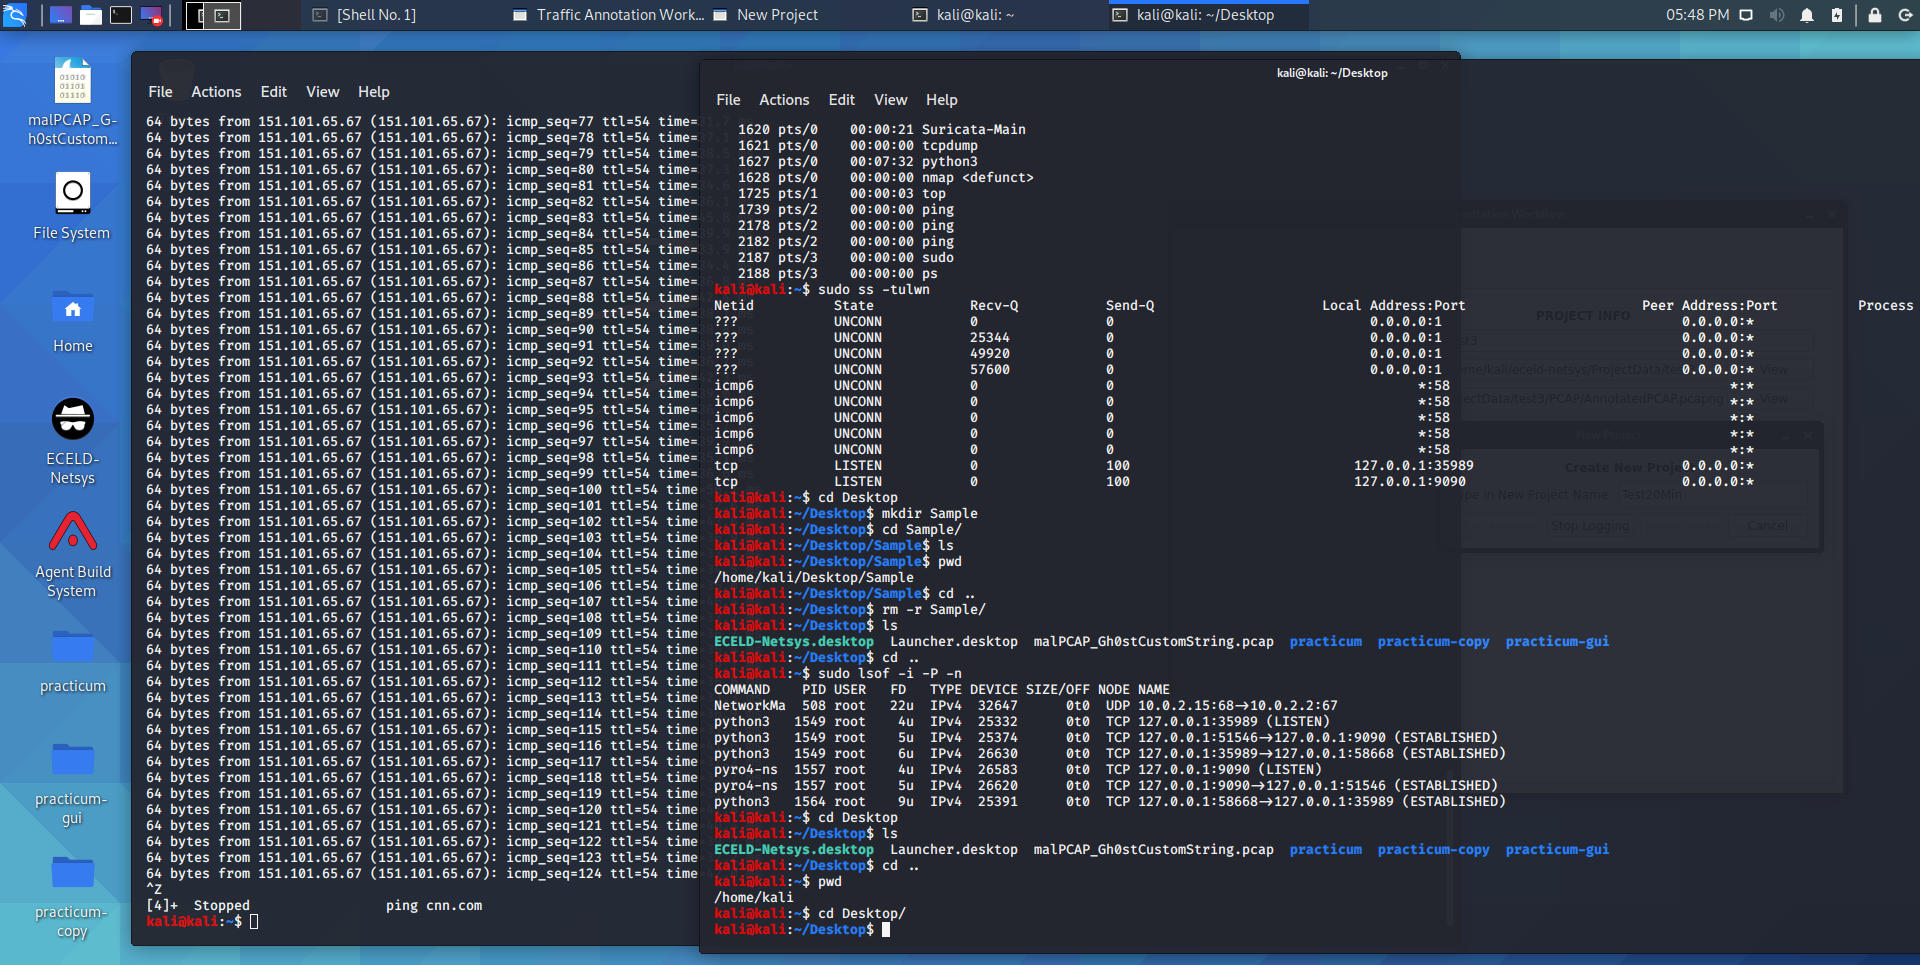 [Shell No. 1]
Traffic Annotation Work...
New Project
kali@kali: ~
kali@kali: ~/Desktop
05:48 PM
malPCAP_G-
h0stCustom...
File System
Home
ECELD-
Netsys
Agent Build
System
practicum
practicum-
gui
practicum-
copy
File Actions Edit View Help
64 bytes from 151.101.65.67 (151.101.65.67): icmp_seq=77 ttl=54 time=
64 bytes from 151.101.65.67 (151.101.65.67): icmp_seq=78 ttl=54 time=
64 bytes from 151.101.65.67 (151.101.65.67): icmp_seq=79 ttl=54 time=
64 bytes from 151.101.65.67 (151.101.65.67): icmp_seq=80 ttl=54 time=
64 bytes from 151.101.65.67 (151.101.65.67): icmp_seq=81 ttl=54 time=
64 bytes from 151.101.65.67 (151.101.65.67): icmp_seq=82 ttl=54 time=
64 bytes from 151.101.65.67 (151.101.65.67): icmp_seq=83 ttl=54 time=
64 bytes from 151.101.65.67 (151.101.65.67): icmp_seq=84 ttl=54 time=
64 bytes from 151.101.65.67 (151.101.65.67): icmp_seq=85 ttl=54 time=
64 bytes from 151.101.65.67 (151.101.65.67): icmp_seq=86 ttl=54 time=
64 bytes from 151.101.65.67 (151.101.65.67): icmp_seq=87 ttl=54 time=
64 bytes from 151.101.65.67 (151.101.65.67): icmp_seq=88 ttl=54 time=
64 bytes from 151.101.65.67 (151.101.65.67): icmp_seq=89 ttl=54 time=
64 bytes from 151.101.65.67 (151.101.65.67): icmp_seq=90 ttl=54 time=
64 bytes from 151.101.65.67 (151.101.65.67): icmp_seq=91 ttl=54 time=
64 bytes from 151.101.65.67 (151.101.65.67): icmp_seq=92 ttl=54 time=
64 bytes from 151.101.65.67 (151.101.65.67): icmp_seq=93 ttl=54 time=
64 bytes from 151.101.65.67 (151.101.65.67): icmp_seq=94 ttl=54 time=
64 bytes from 151.101.65.67 (151.101.65.67): icmp_seq=95 ttl=54 time=
64 bytes from 151.101.65.67 (151.101.65.67): icmp_seq=96 ttl=54 time=
64 bytes from 151.101.65.67 (151.101.65.67): icmp_seq=97 ttl=54 time=
64 bytes from 151.101.65.67 (151.101.65.67): icmp_seq=98 ttl=54 time=
64 bytes from 151.101.65.67 (151.101.65.67): icmp_seq=99 ttl=54 time=
64 bytes from 151.101.65.67 (151.101.65.67): icmp_seq=100 ttl=54 time
64 bytes from 151.101.65.67 (151.101.65.67): icmp_seq=101 ttl=54 time
64 bytes from 151.101.65.67 (151.101.65.67): icmp_seq=102 ttl=54 time
64 bytes from 151.101.65.67 (151.101.65.67): icmp_seq=103 ttl=54 time
64 bytes from 151.101.65.67 (151.101.65.67): icmp_seq=104 ttl=54 time
64 bytes from 151.101.65.67 (151.101.65.67): icmp_seq=105 ttl=54 time
64 bytes from 151.101.65.67 (151.101.65.67): icmp_seq=106 ttl=54 time
64 bytes from 151.101.65.67 (151.101.65.67): icmp_seq=107 ttl=54 time
64 bytes from 151.101.65.67 (151.101.65.67): icmp_seq=108 ttl=54 time
64 bytes from 151.101.65.67 (151.101.65.67): icmp_seq=109 ttl=54 time
64 bytes from 151.101.65.67 (151.101.65.67): icmp_seq=110 ttl=54 time
64 bytes from 151.101.65.67 (151.101.65.67): icmp_seq=111 ttl=54 time
64 bytes from 151.101.65.67 (151.101.65.67): icmp_seq=112 ttl=54 time
64 bytes from 151.101.65.67 (151.101.65.67): icmp_seq=113 ttl=54 time
64 bytes from 151.101.65.67 (151.101.65.67): icmp_seq=114 ttl=54 time
64 bytes from 151.101.65.67 (151.101.65.67): icmp_seq=115 ttl=54 time
64 bytes from 151.101.65.67 (151.101.65.67): icmp_seq=116 ttl=54 time
64 bytes from 151.101.65.67 (151.101.65.67): icmp_seq=117 ttl=54 time
64 bytes from 151.101.65.67 (151.101.65.67): icmp_seq=118 ttl=54 time
64 bytes from 151.101.65.67 (151.101.65.67): icmp_seq=119 ttl=54 time
64 bytes from 151.101.65.67 (151.101.65.67): icmp_seq=120 ttl=54 time
64 bytes from 151.101.65.67 (151.101.65.67): icmp_seq=121 ttl=54 time
64 bytes from 151.101.65.67 (151.101.65.67): icmp_seq=122 ttl=54 time
64 bytes from 151.101.65.67 (151.101.65.67): icmp_seq=123 ttl=54 time
64 bytes from 151.101.65.67 (151.101.65.67): icmp_seq=124 ttl=54 time
^Z
[4]+ Stopped ping cnn.com
kali@kali:~$
kali@kali: ~/Desktop
File Actions Edit View Help
1620 pts/0 00:00:21 Suricata-Main
1621 pts/0 00:00:00 tcpdump
1627 pts/0 00:07:32 python3
1628 pts/0 00:00:00 nmap <defunct>
1725 pts/1 00:00:03 top
1739 pts/2 00:00:00 ping
2178 pts/2 00:00:00 ping
2182 pts/2 00:00:00 ping
2187 pts/3 00:00:00 sudo
2188 pts/3 00:00:00 ps
kali@kali:~$ sudo ss -tulwn
Netid State Recv-Q Send-Q Local Address:Port Peer Address:Port Process
??? UNCONN 0 0 0.0.0.0:1 0.0.0.0:*
??? UNCONN 25344 0 0.0.0.0:1 0.0.0.0:*
??? UNCONN 49920 0 0.0.0.0:1 0.0.0.0:*
??? UNCONN 57600 0 0.0.0.0:1 0.0.0.0:*
icmp6 UNCONN 0 0 *:58 *:*
icmp6 UNCONN 0 0 *:58 *:*
icmp6 UNCONN 0 0 *:58 *:*
icmp6 UNCONN 0 0 *:58 *:*
icmp6 UNCONN 0 0 *:58 *:*
tcp LISTEN 0 100 127.0.0.1:35989 0.0.0.0:*
tcp LISTEN 0 100 127.0.0.1:9090 0.0.0.0:*
kali@kali:~$ cd Desktop
kali@kali:~/Desktop$ mkdir Sample
kali@kali:~/Desktop$ cd Sample/
kali@kali:~/Desktop/Sample$ ls
kali@kali:~/Desktop/Sample$ pwd
/home/kali/Desktop/Sample
kali@kali:~/Desktop/Sample$ cd ..
kali@kali:~/Desktop$ rm -r Sample/
kali@kali:~/Desktop$ ls
ECELD-Netsys.desktop Launcher.desktop malPCAP_Gh0stCustomString.pcap practicum practicum-copy practicum-gui
kali@kali:~/Desktop$ cd ..
kali@kali:~$ sudo lsof -i -P -n
COMMAND PID USER FD TYPE DEVICE SIZE/OFF NODE NAME
NetworkMa 508 root 22u IPv4 32647 0t0 UDP 10.0.2.15:68→10.0.2.2:67
python3 1549 root 4u IPv4 25332 0t0 TCP 127.0.0.1:35989 (LISTEN)
python3 1549 root 5u IPv4 25374 0t0 TCP 127.0.0.1:51546→127.0.0.1:9090 (ESTABLISHED)
python3 1549 root 6u IPv4 26630 0t0 TCP 127.0.0.1:35989→127.0.0.1:58668 (ESTABLISHED)
pyro4-ns 1557 root 4u IPv4 26583 0t0 TCP 127.0.0.1:9090 (LISTEN)
pyro4-ns 1557 root 5u IPv4 26620 0t0 TCP 127.0.0.1:9090→127.0.0.1:51546 (ESTABLISHED)
python3 1564 root 9u IPv4 25391 0t0 TCP 127.0.0.1:58668→127.0.0.1:35989 (ESTABLISHED)
kali@kali:~$ cd Desktop
kali@kali:~/Desktop$ ls
ECELD-Netsys.desktop Launcher.desktop malPCAP_Gh0stCustomString.pcap practicum practicum-copy practicum-gui
kali@kali:~/Desktop$ cd ..
kali@kali:~$ pwd
/home/kali
kali@kali:~$ cd Desktop/
kali@kali:~/Desktop$
PROJECT INFO
View
View
Create New Proje
Type in New Project Name: Test20Min
Stop Logging Cancel